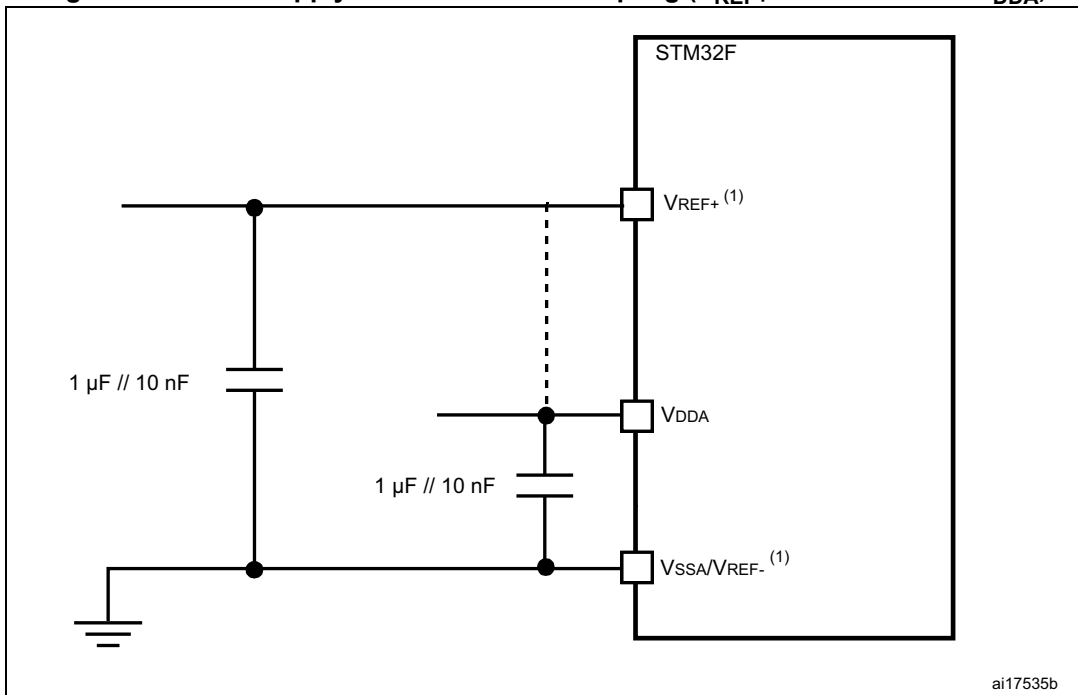 STM32F
VREF+ (1)
1 µF // 10 nF
VDDA
1 µF // 10 nF
VSSA/VREF- (1)
ai17535b